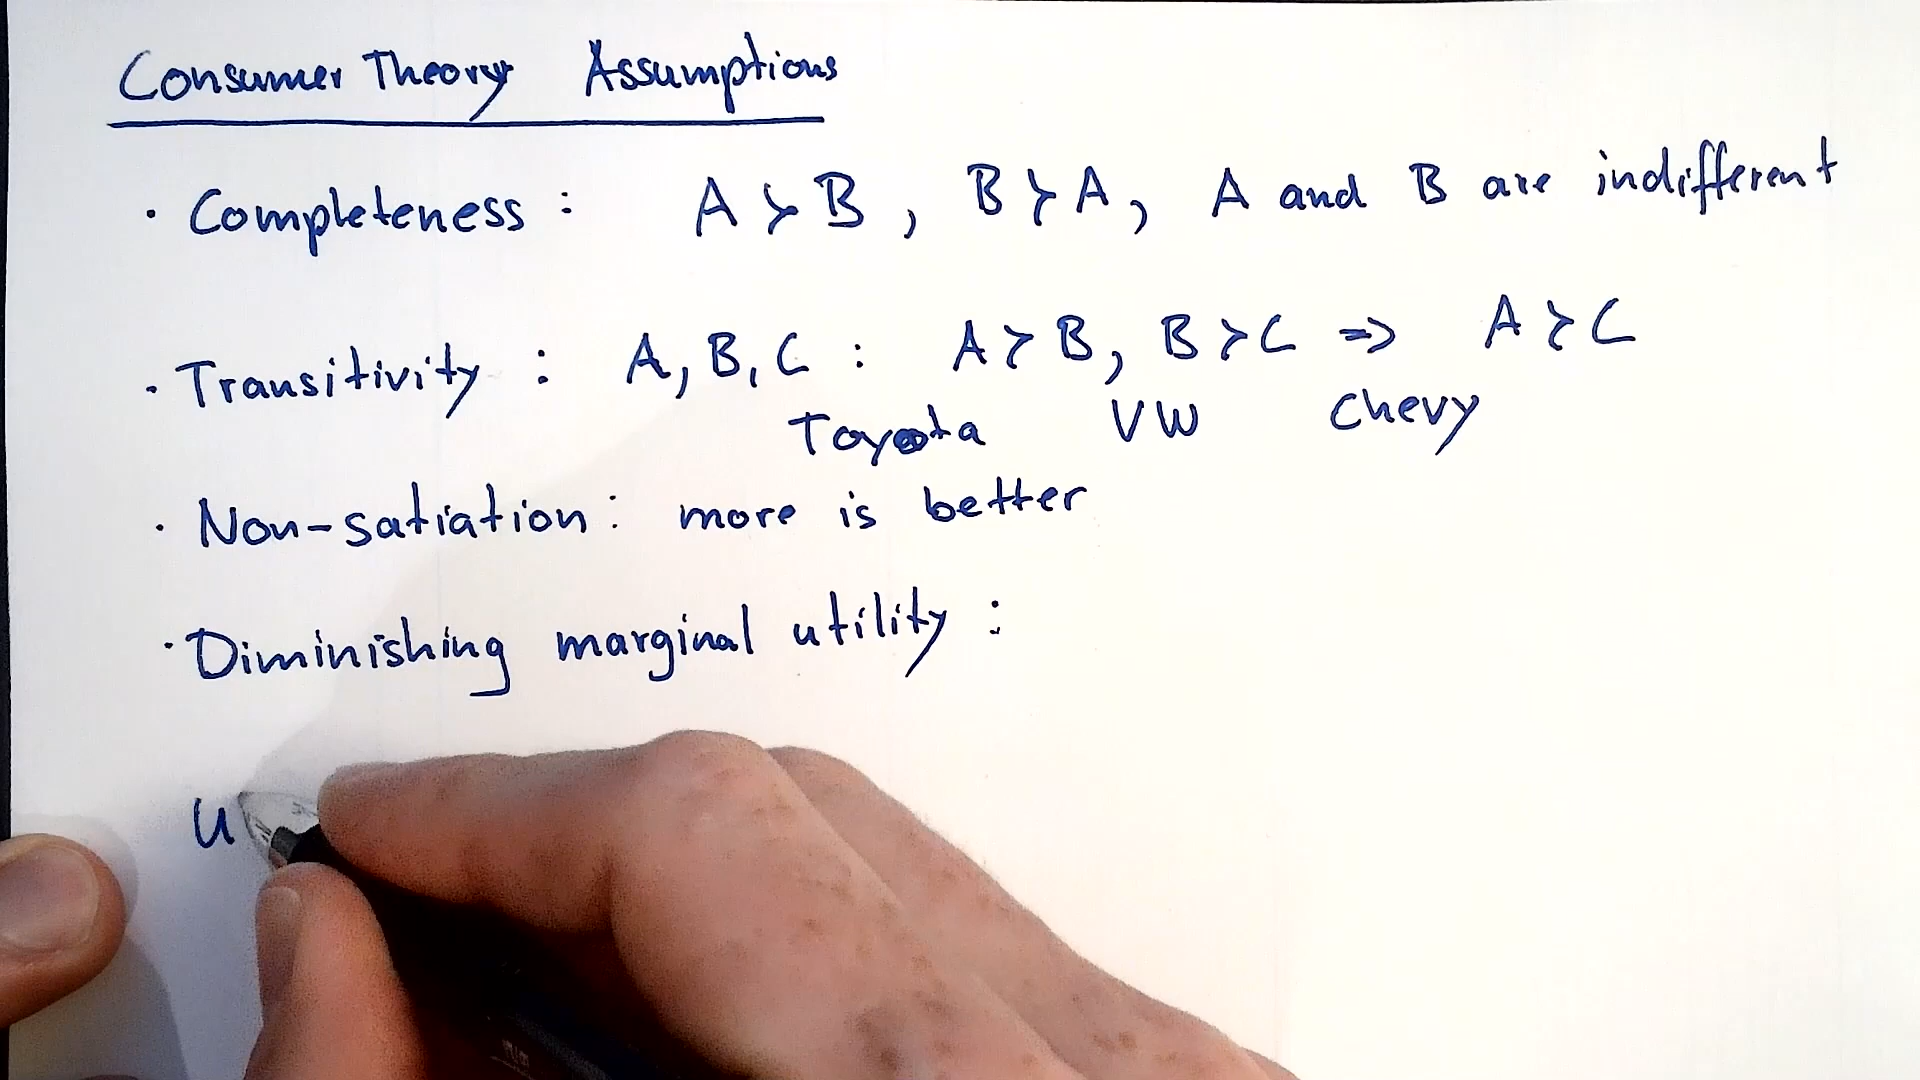 Consumer Theory Assumptions
· Completeness : A ≻ B , B ≻ A, A and B are indifferent
· Transitivity : A, B, C : A ≻ B, B ≻ C => A ≻ C
Toyota VW Chevy
· Non-satiation : more is better
· Diminishing marginal utility :
u